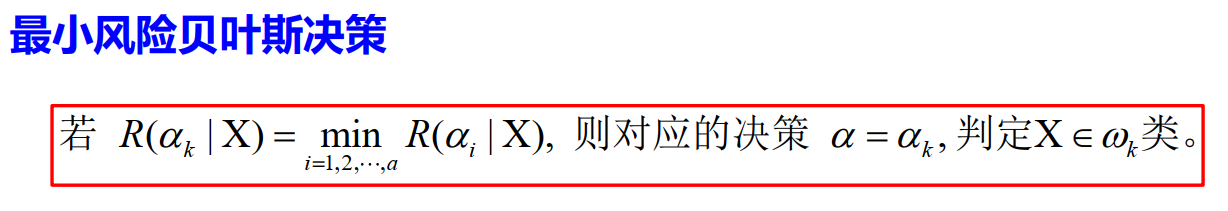 最小风险贝叶斯决策
若 R(α_k | X) = min_{i=1,2,⋯,a} R(α_i | X), 则对应的决策 α = α_k, 判定X ∈ ω_k类。